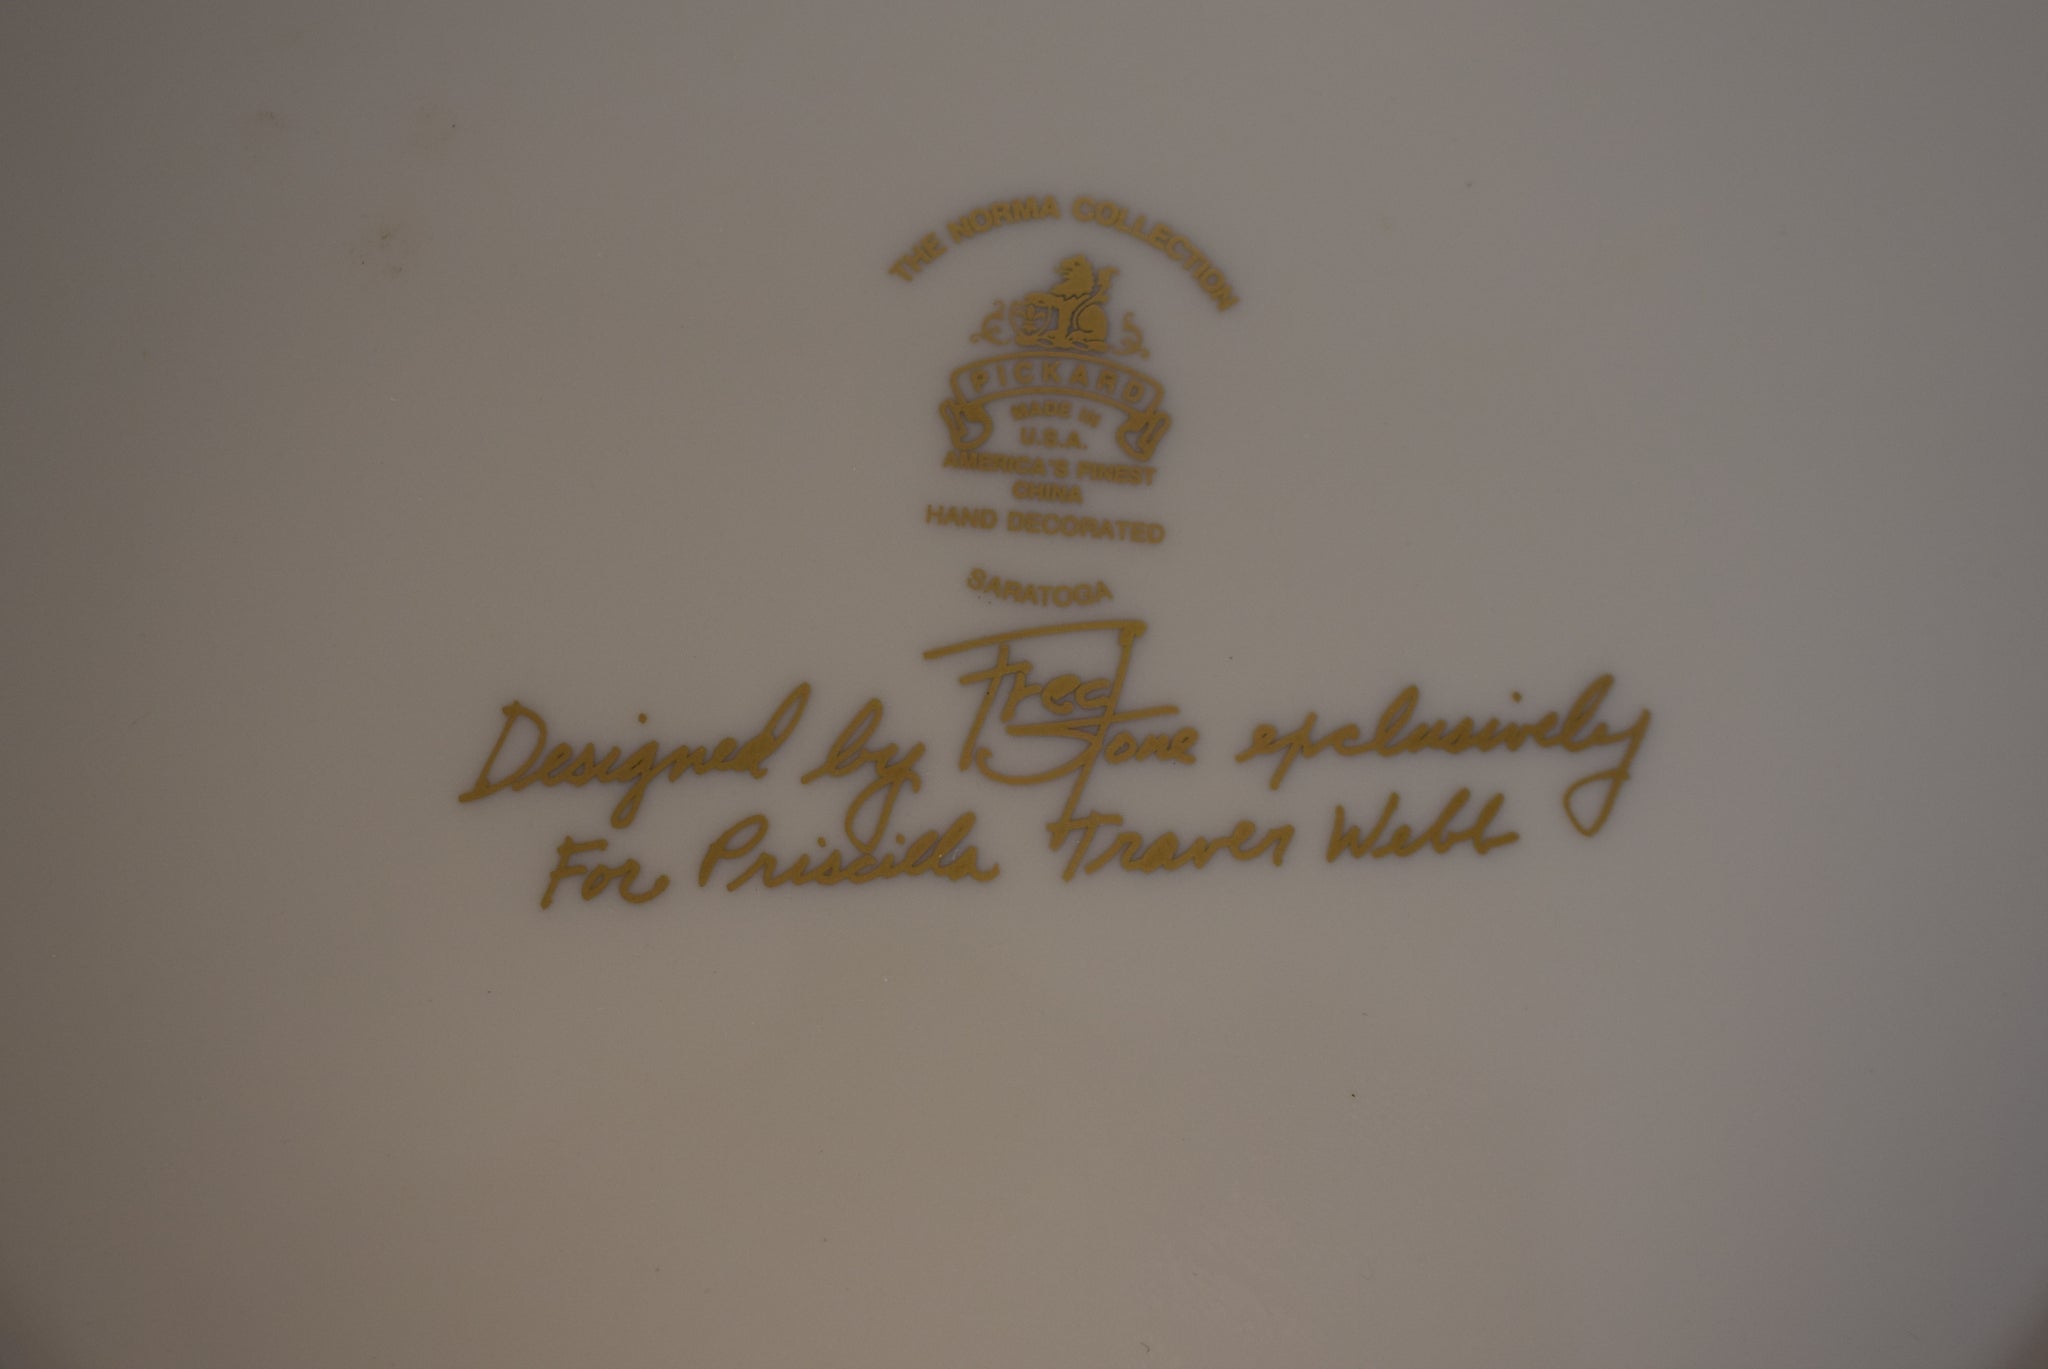 THE NORMA COLLECTION
PICKARD
MADE IN
U.S.A.
AMERICA'S FINEST
CHINA
HAND DECORATED
SARATOGA
Designed by Fred Stone exclusively
For Priscilla Traver Webb